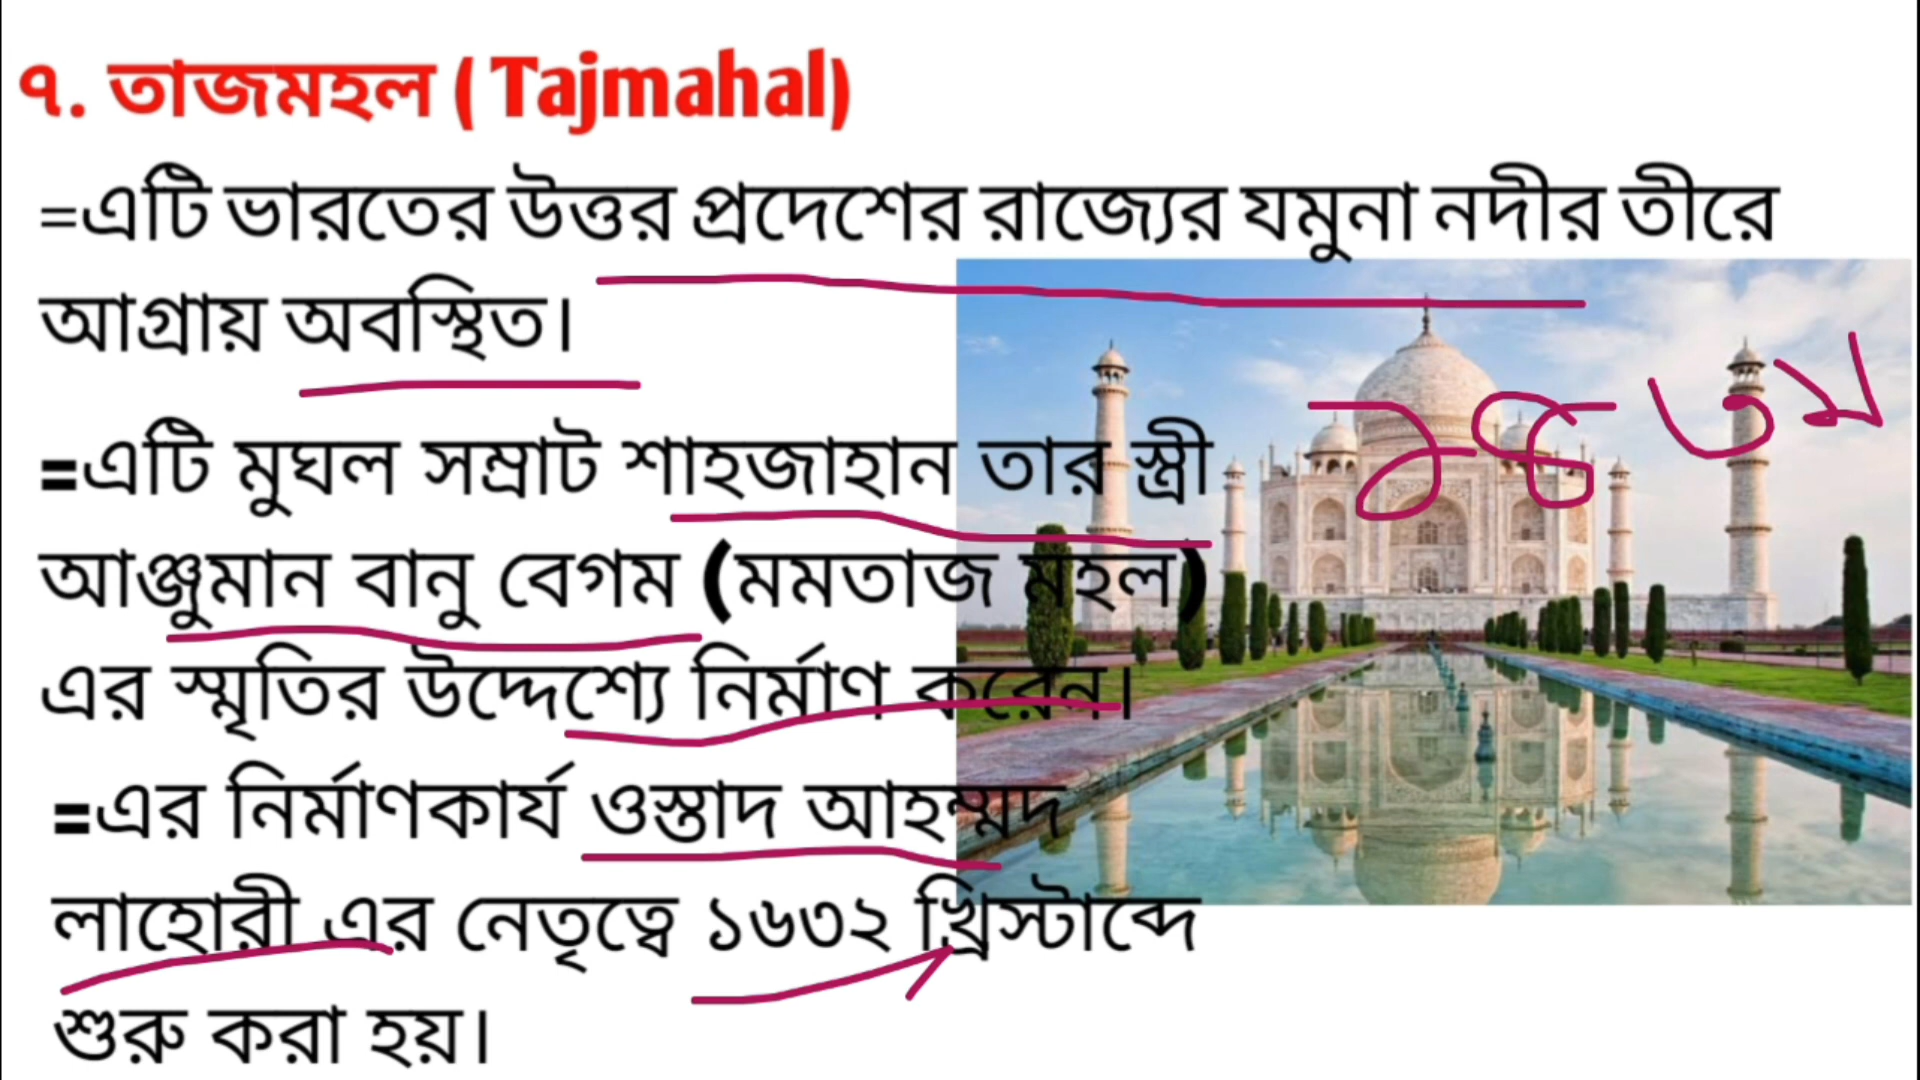 ৭. তাজমহল ( Tajmahal)
=এটি ভারতের উত্তর প্রদেশের রাজ্যের যমুনা নদীর তীরে
আগ্রায় অবস্থিত।
=এটি মুঘল সম্রাট শাহজাহান তার স্ত্রী
আঞ্জুমান বানু বেগম (মমতাজ মহল)
এর স্মৃতির উদ্দেশ্যে নির্মাণ করেন।
=এর নির্মাণকার্য ওস্তাদ আহম্মদ
লাহোরী এর নেতৃত্বে ১৬৩২ খ্রিস্টাব্দে
শুরু করা হয়।